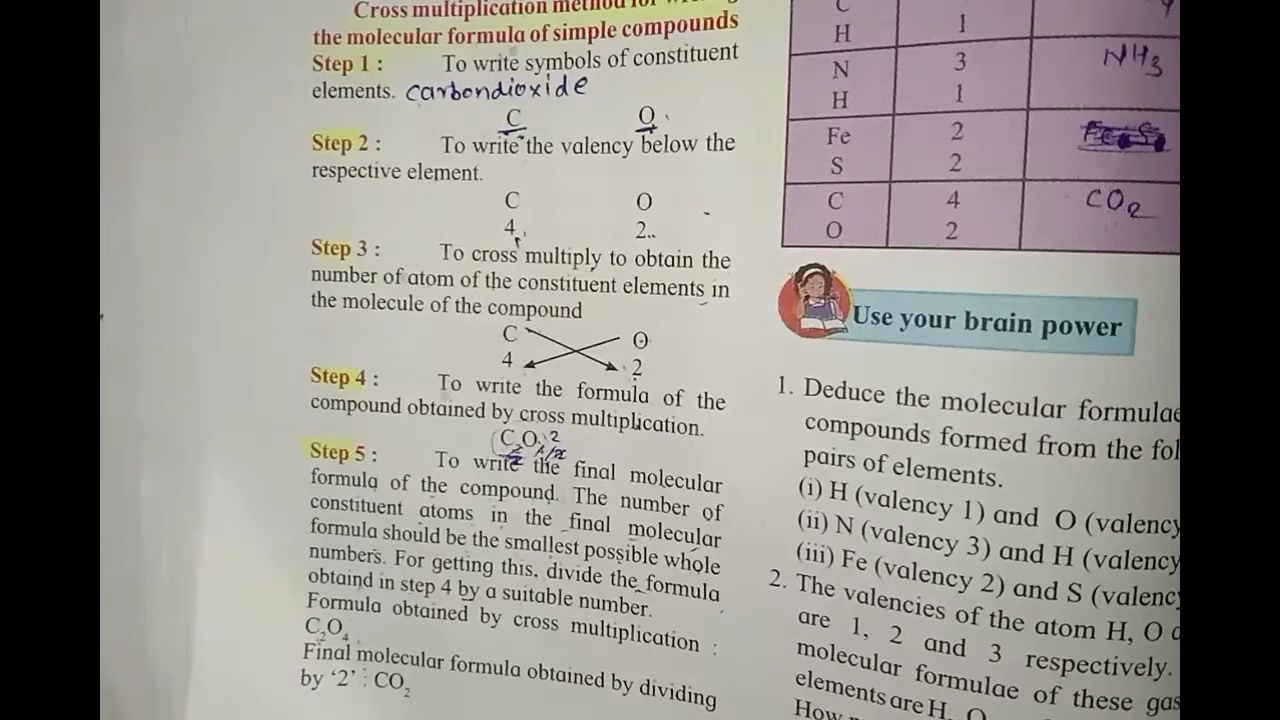 Cross multiplication method for
the molecular formula of simple compounds
Step 1 : To write symbols of constituent
elements. carbondioxide
C O
Step 2 : To write the valency below the
respective element.
C O
4 2
Step 3 : To cross multiply to obtain the
number of atom of the constituent elements in
the molecule of the compound
C O
4 2
Step 4 : To write the formula of the
compound obtained by cross multiplication.
Step 5 : To write the final molecular
formula of the compound. The number of
constituent atoms in the final molecular
formula should be the smallest possible whole
numbers. For getting this, divide the formula
obtaind in step 4 by a suitable number.
Formula obtained by cross multiplication :
C₂O₄
Final molecular formula obtained by dividing
by ‘2’ : CO₂
H 1
N 3 NH₃
H 1
Fe 2
S 2
C 4 CO₂
O 2
Use your brain power
1. Deduce the molecular formulae
compounds formed from the
pairs of elements.
(i) H (valency 1) and O (valency
(ii) N (valency 3) and H (valency
(iii) Fe (valency 2) and S (valency
2. The valencies of the atom H, O
are 1, 2 and 3 respectively.
molecular formulae of these
elements are H
How